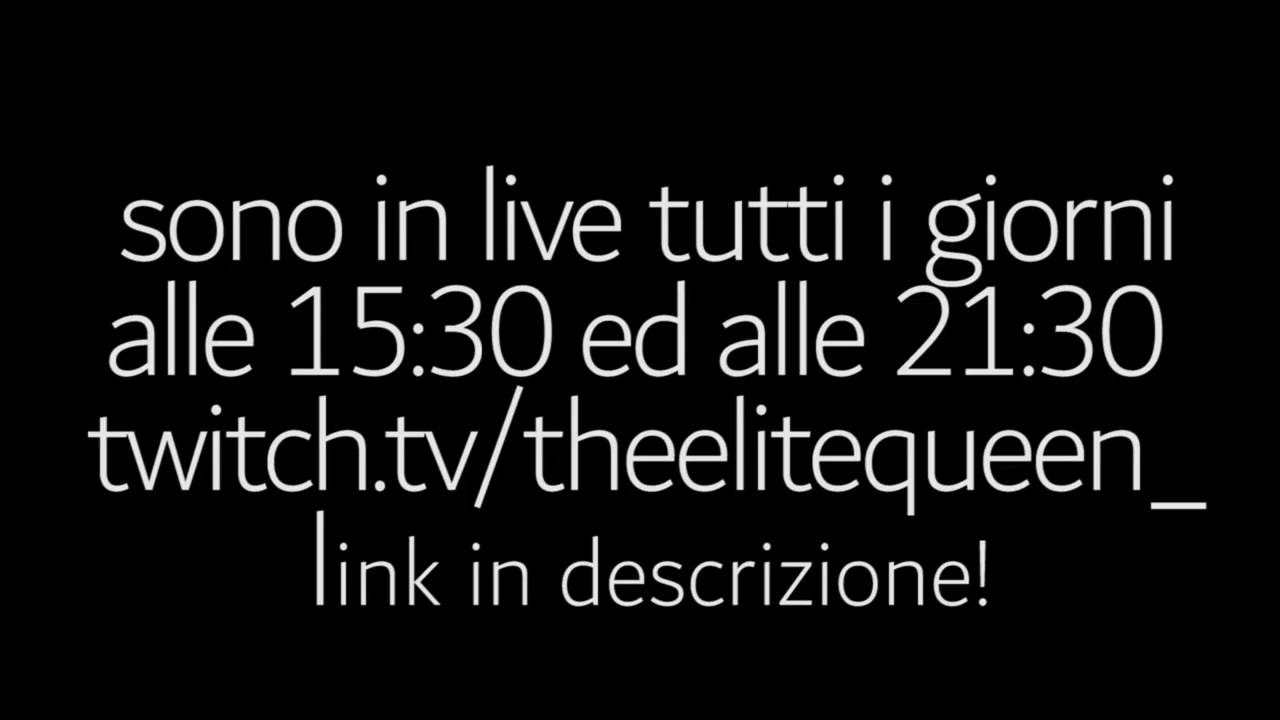 sono in live tutti i giorni
alle 15:30 ed alle 21:30
twitch.tv/theelitequeen_
link in descrizione!